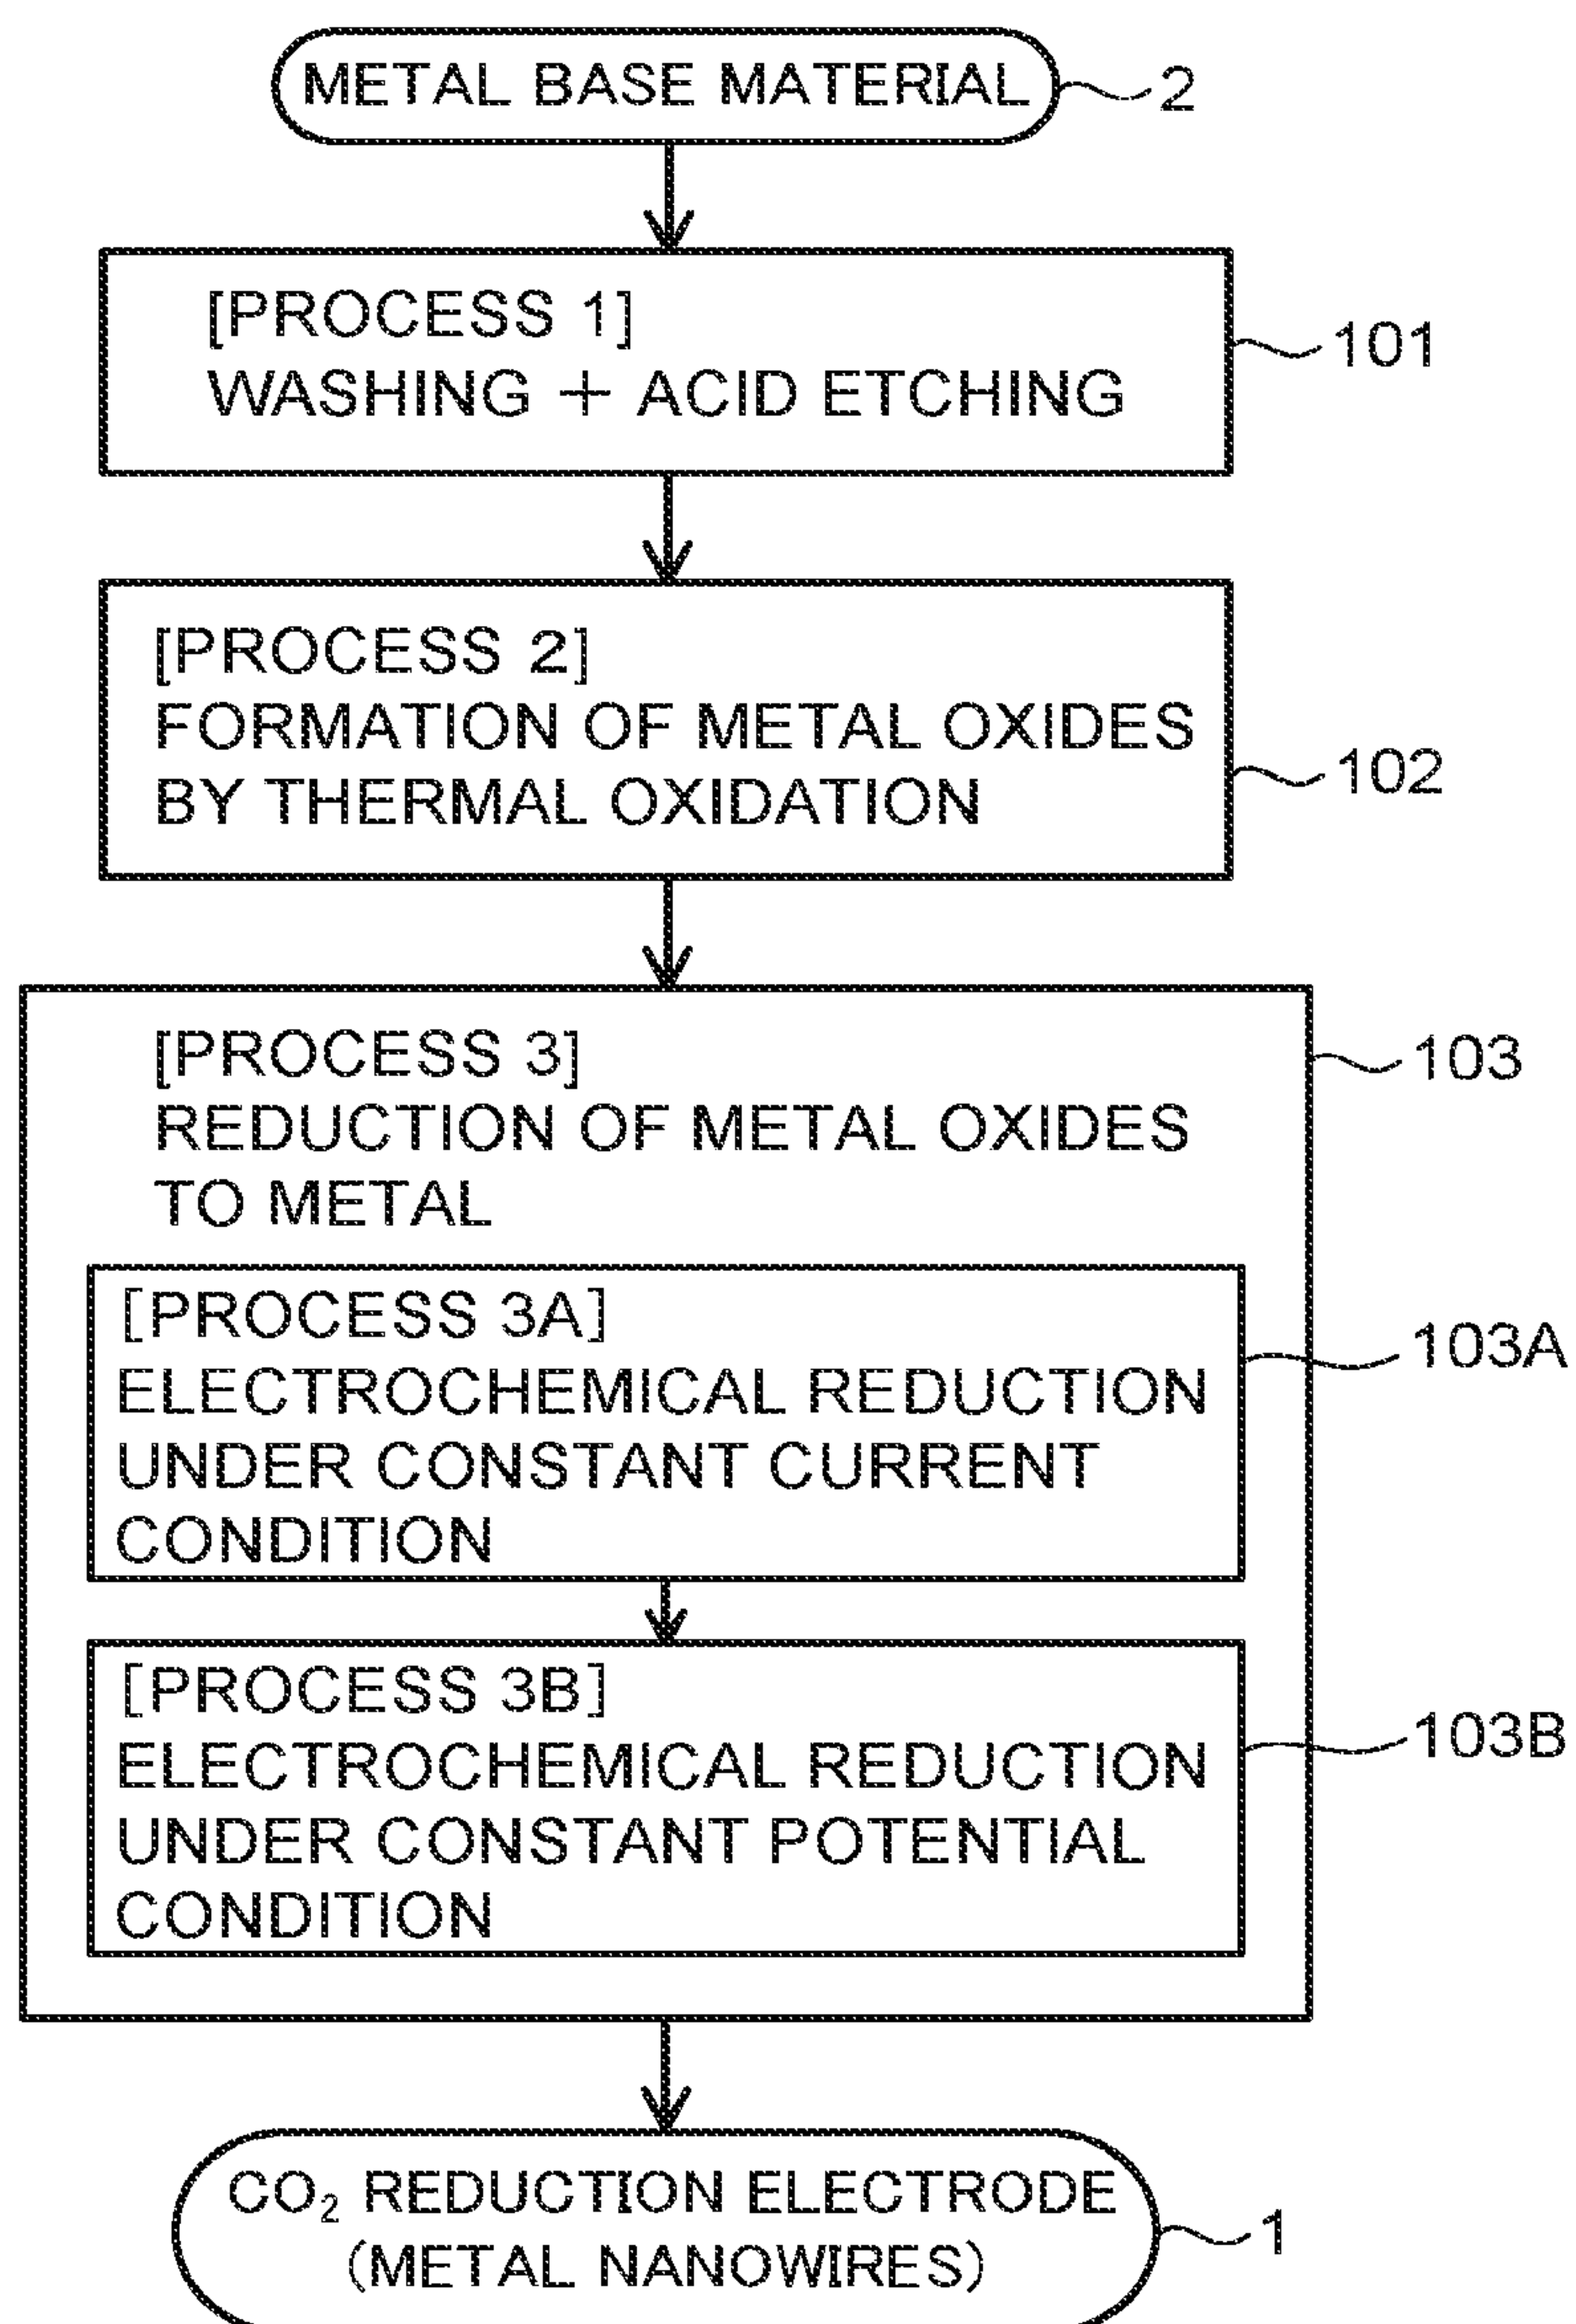 METAL BASE MATERIAL
2
[PROCESS 1]
WASHING + ACID ETCHING
101
[PROCESS 2]
FORMATION OF METAL OXIDES
BY THERMAL OXIDATION
102
[PROCESS 3]
REDUCTION OF METAL OXIDES
TO METAL
103
[PROCESS 3A]
ELECTROCHEMICAL REDUCTION
UNDER CONSTANT CURRENT
CONDITION
103A
[PROCESS 3B]
ELECTROCHEMICAL REDUCTION
UNDER CONSTANT POTENTIAL
CONDITION
103B
CO₂ REDUCTION ELECTRODE
(METAL NANOWIRES)
1